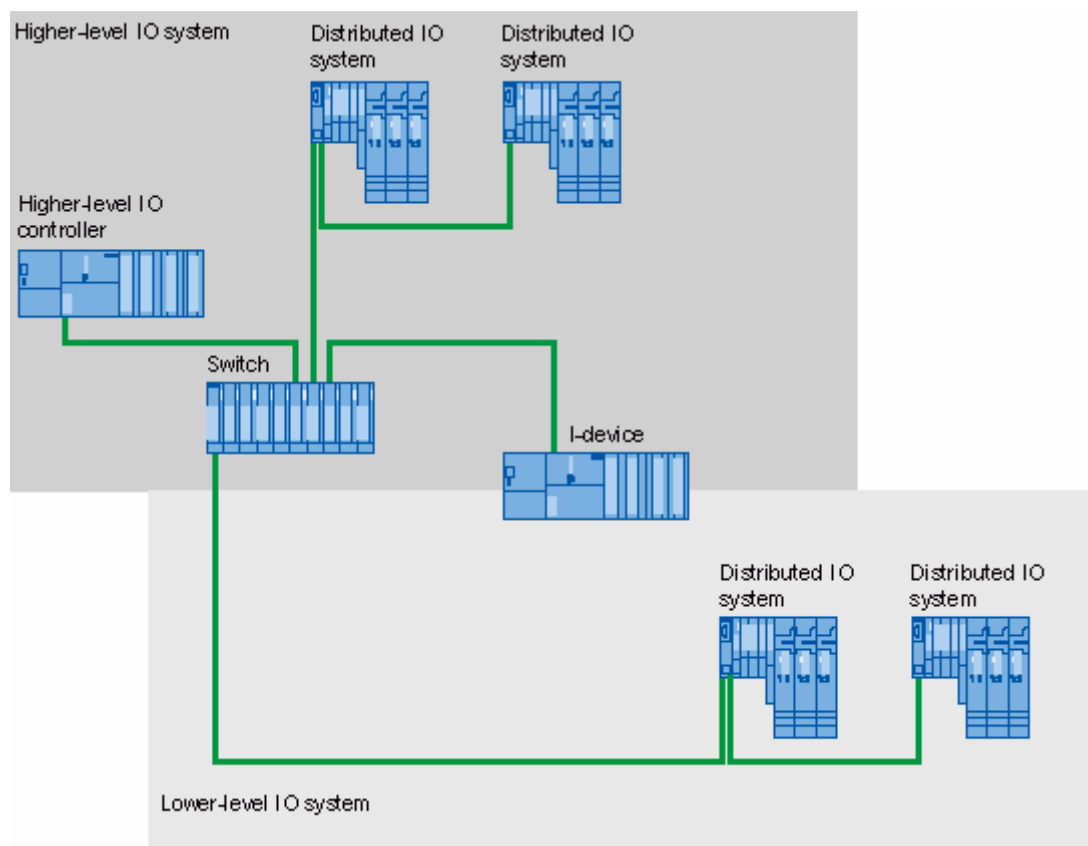 Higher-level IO system
Distributed IO
system
Distributed IO
system
Higher-level IO
controller
Switch
I-device
Distributed IO
system
Distributed IO
system
Lower-level IO system